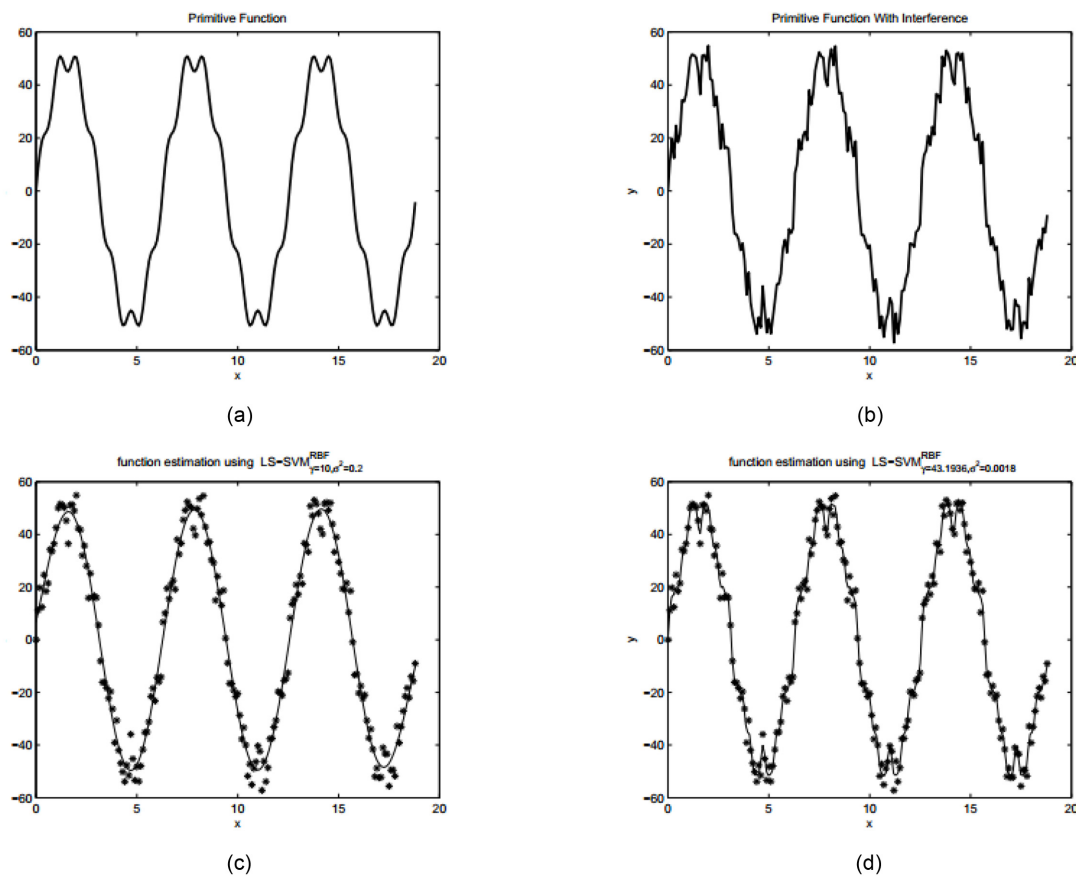 Primitive Function
60
40
20
0
−20
−40
−60
0 5 10 15 20
x
(a)
Primitive Function With Interference
y
60
40
20
0
−20
−40
−60
0 5 10 15 20
x
(b)
function estimation using LS−SVM RBF γ=10,σ²=0.2
60
40
20
0
−20
−40
−60
0 5 10 15 20
x
(c)
function estimation using LS−SVM RBF γ=43.1936,σ²=0.0018
y
60
40
20
0
−20
−40
−60
0 5 10 15 20
x
(d)